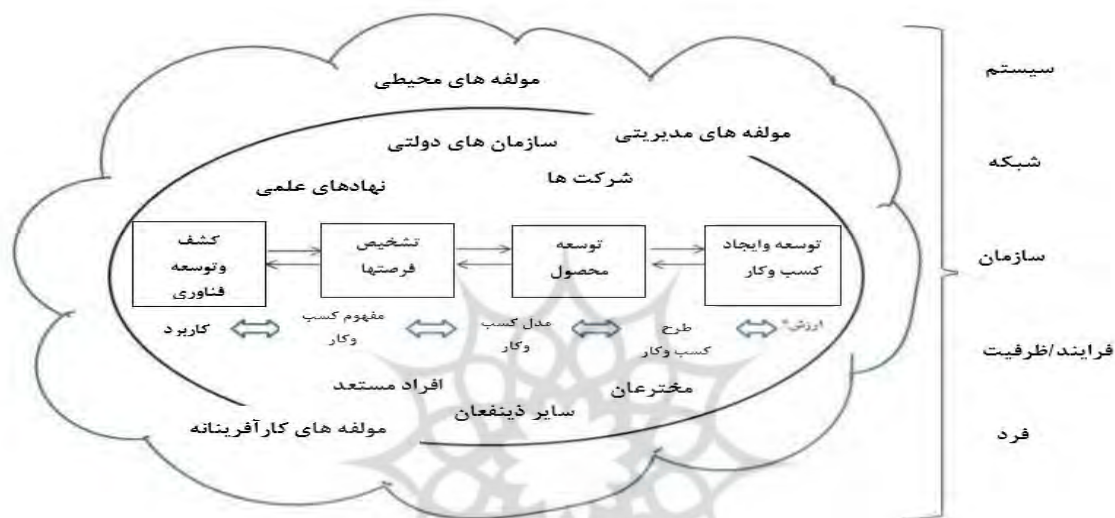 مولفه های محیطی
مولفه های مدیریتی
سازمان های دولتی
شرکت ها
نهادهای علمی
کشف
وتوسعه
فناوری
تشخیص
فرصتها
توسعه
محصول
توسعه وایجاد
کسب وکار
کاربرد
مفهوم کسب
وکار
مدل کسب
وکار
طرح
کسب وکار
ارزش*
افراد مستعد
مخترعان
سایر ذینفعان
مولفه های کارآفرینانه
سیستم
شبکه
سازمان
فرایند/ظرفیت
فرد